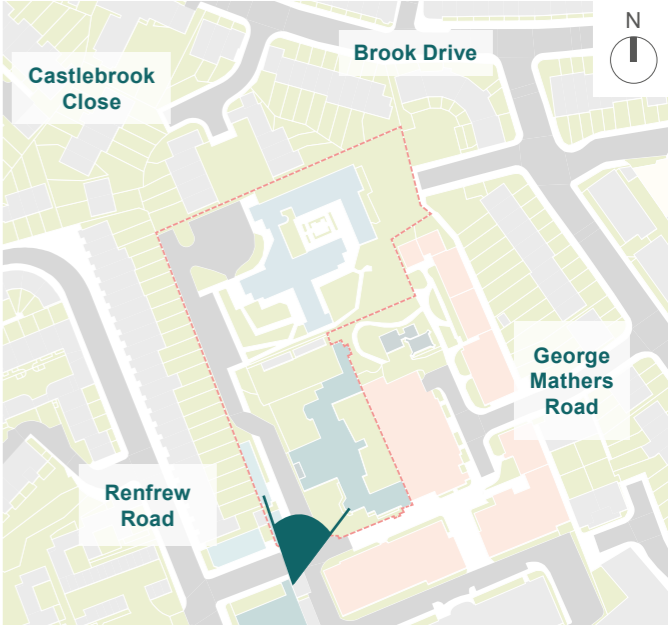 N
Brook Drive
Castlebrook
Close
George
Mathers
Road
Renfrew
Road